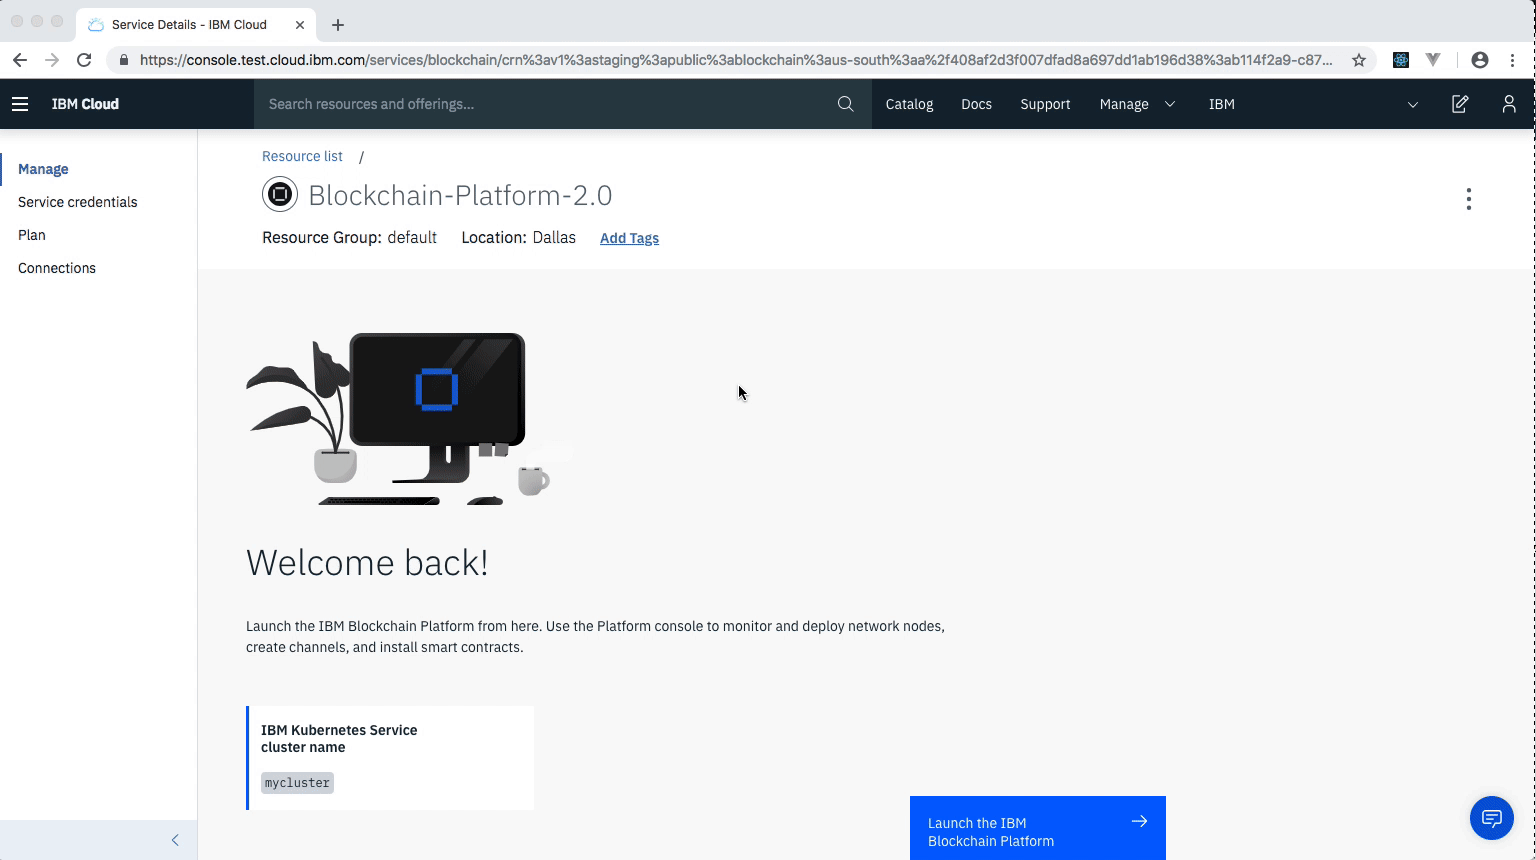 Service Details - IBM Cloud
https://console.test.cloud.ibm.com/services/blockchain/crn%3av1%3astaging%3apublic%3ablockchain%3aus-south%3aa%2f408af2d3f007dfad8a697dd1ab196d38%3ab114f2a9-c87...
IBM Cloud
Search resources and offerings...
Catalog
Docs
Support
Manage
IBM
Manage
Service credentials
Plan
Connections
Resource list /
Blockchain-Platform-2.0
Resource Group: default Location: Dallas Add Tags
Welcome back!
Launch the IBM Blockchain Platform from here. Use the Platform console to monitor and deploy network nodes,
create channels, and install smart contracts.
IBM Kubernetes Service
cluster name
mycluster
Launch the IBM
Blockchain Platform